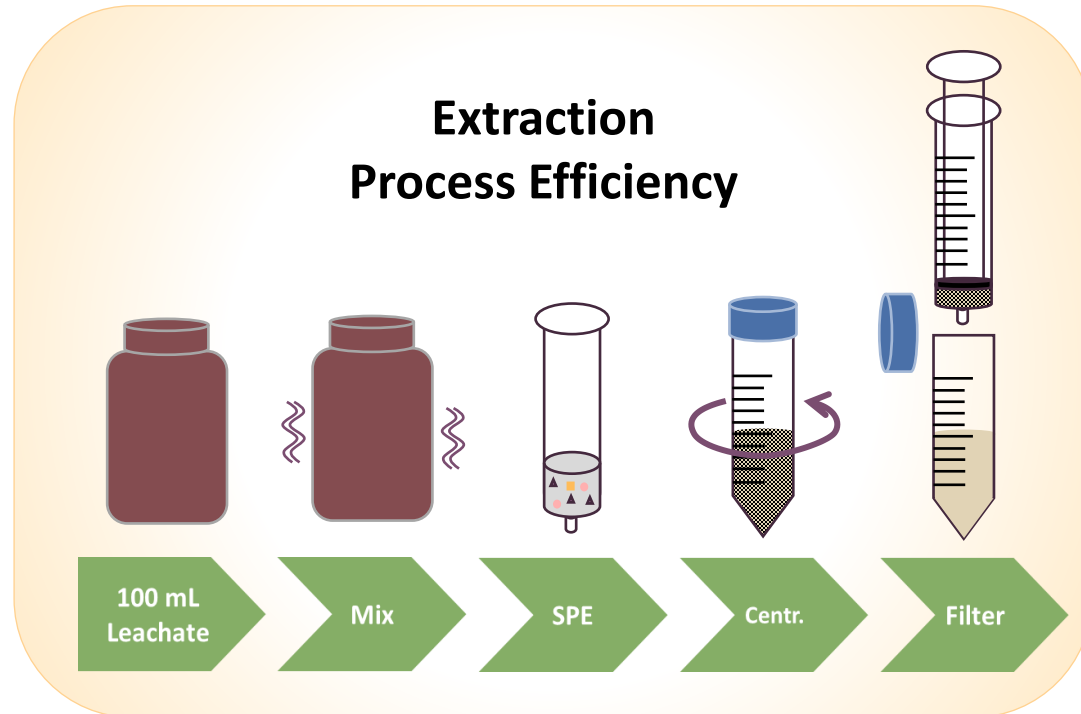 Extraction
Process Efficiency
100 mL
Leachate
Mix
SPE
Centr.
Filter